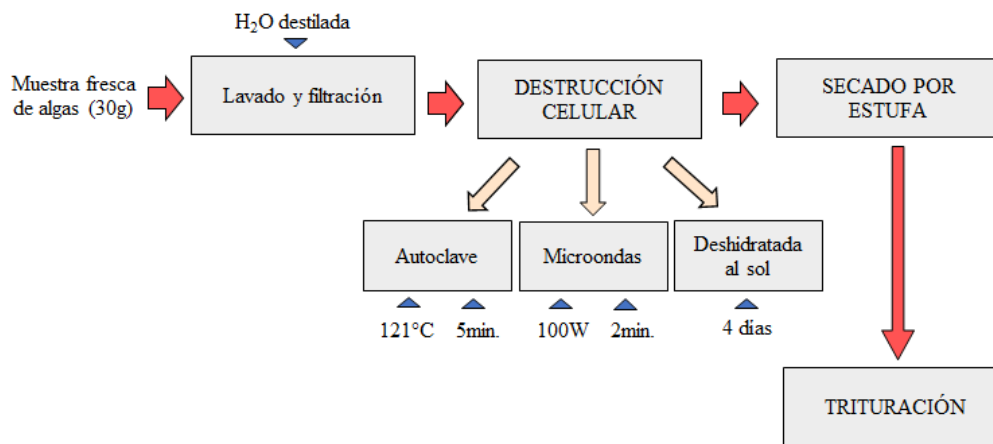 H₂O destilada
Muestra fresca
de algas (30g)
Lavado y filtración
DESTRUCCIÓN
CELULAR
SECADO POR
ESTUFA
Autoclave
Microondas
Deshidratada
al sol
121°C
5min.
100W
2min.
4 días
TRITURACIÓN